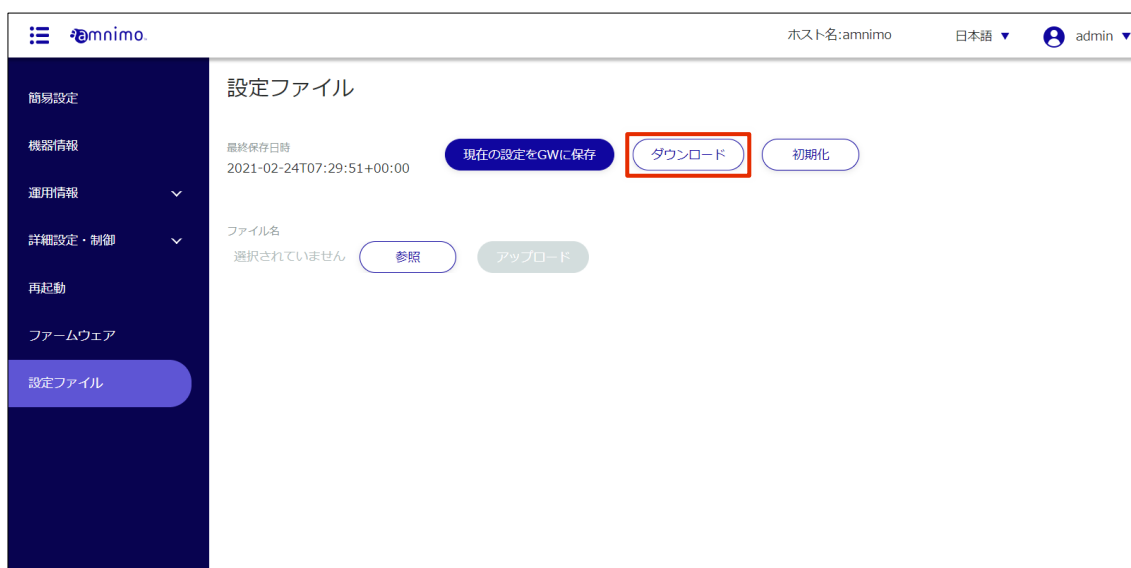 amnimo.
ホスト名:amnimo
日本語 ▼
admin ▼
簡易設定
機器情報
運用情報
詳細設定・制御
再起動
ファームウェア
設定ファイル
設定ファイル
最終保存日時
2021-02-24T07:29:51+00:00
現在の設定をGWに保存
ダウンロード
初期化
ファイル名
選択されていません
参照
アップロード